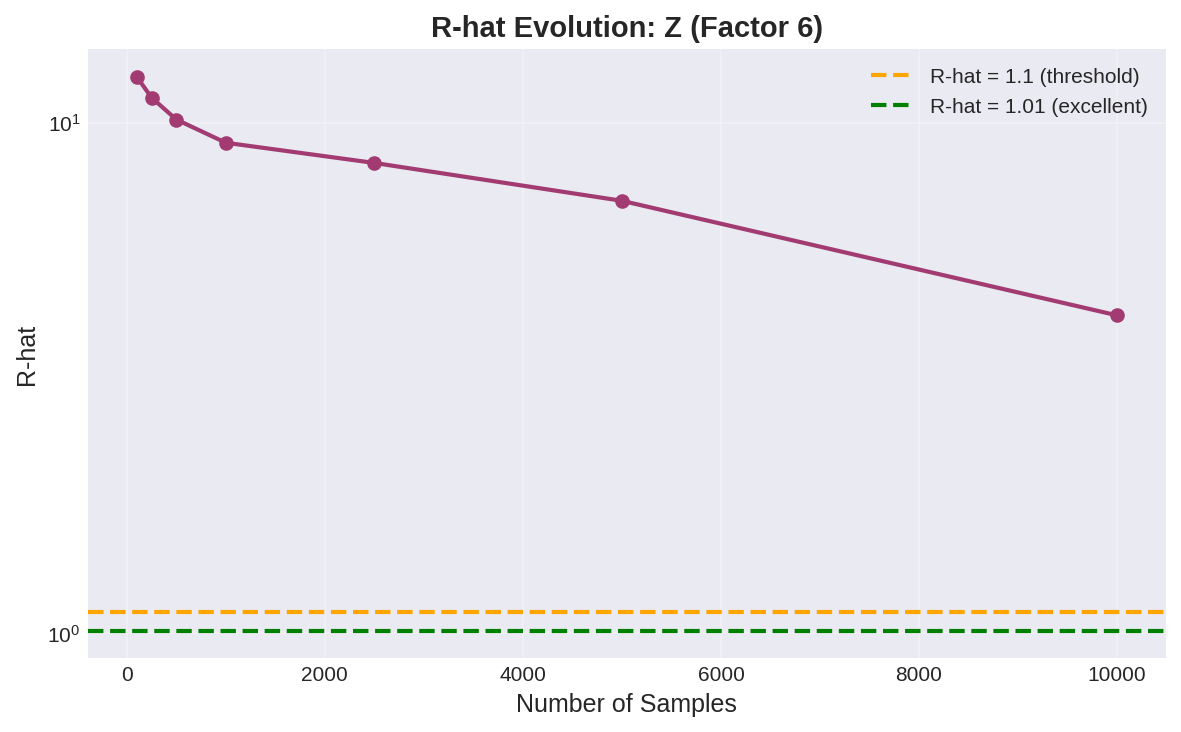 R-hat Evolution: Z (Factor 6)
R-hat = 1.1 (threshold)
R-hat = 1.01 (excellent)
10¹
10⁰
R-hat
0 2000 4000 6000 8000 10000
Number of Samples